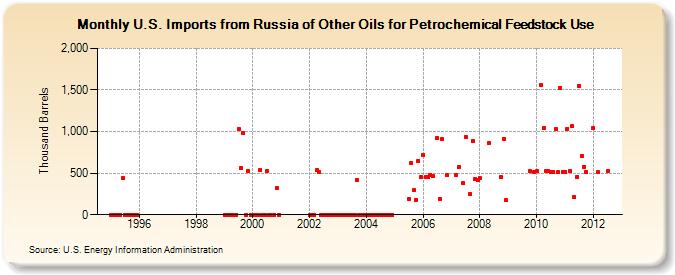 Monthly U.S. Imports from Russia of Other Oils for Petrochemical Feedstock Use
Thousand Barrels
2,000
1,500
1,000
500
0
1996 1998 2000 2002 2004 2006 2008 2010 2012
Source: U.S. Energy Information Administration